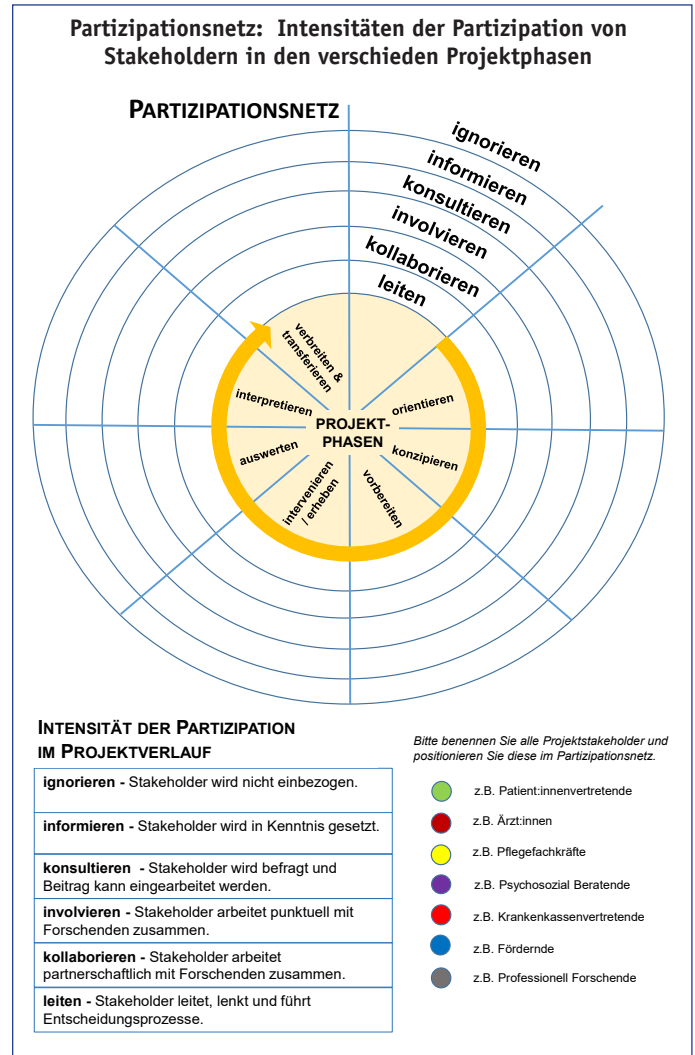 Partizipationsnetz: Intensitäten der Partizipation von
Stakeholdern in den verschieden Projektphasen
PARTIZIPATIONSNETZ
ignorieren
informieren
konsultieren
involvieren
kollaborieren
leiten
verbreiten &
transferieren
interpretieren
orientieren
PROJEKT-
PHASEN
auswerten
konzipieren
intervenieren
/ erheben
vorbereiten
INTENSITÄT DER PARTIZIPATION
IM PROJEKTVERLAUF
ignorieren - Stakeholder wird nicht einbezogen.
informieren - Stakeholder wird in Kenntnis gesetzt.
konsultieren - Stakeholder wird befragt und
Beitrag kann eingearbeitet werden.
involvieren - Stakeholder arbeitet punktuell mit
Forschenden zusammen.
kollaborieren - Stakeholder arbeitet
partnerschaftlich mit Forschenden zusammen.
leiten - Stakeholder leitet, lenkt und führt
Entscheidungsprozesse.
Bitte benennen Sie alle Projektstakeholder und
positionieren Sie diese im Partizipationsnetz.
z.B. Patient:innenvertretende
z.B. Ärzt:innen
z.B. Pflegefachkräfte
z.B. Psychosozial Beratende
z.B. Krankenkassenvertretende
z.B. Fördernde
z.B. Professionell Forschende